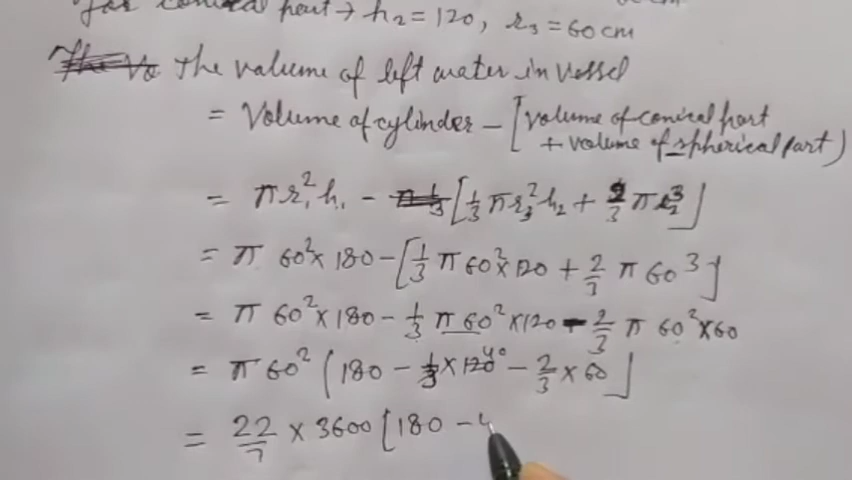 for conical part → h₂ = 120, r₃ = 60 cm
The valume of left water in vessel
= Volume of cylinder - [volume of conical part
+ volume of spherical part)
= πr₁²h₁ - [1/3 πr₃²h₂ + 2/3 πr₂³]
= π 60² × 180 - [1/3 π 60² × 120 + 2/3 π 60³]
= π 60² × 180 - 1/3 π 60² × 120 - 2/3 π 60² × 60
= π 60² (180 - 1/3 × 120 40 - 2/3 × 60]
= 22/7 × 3600 [180 - 4